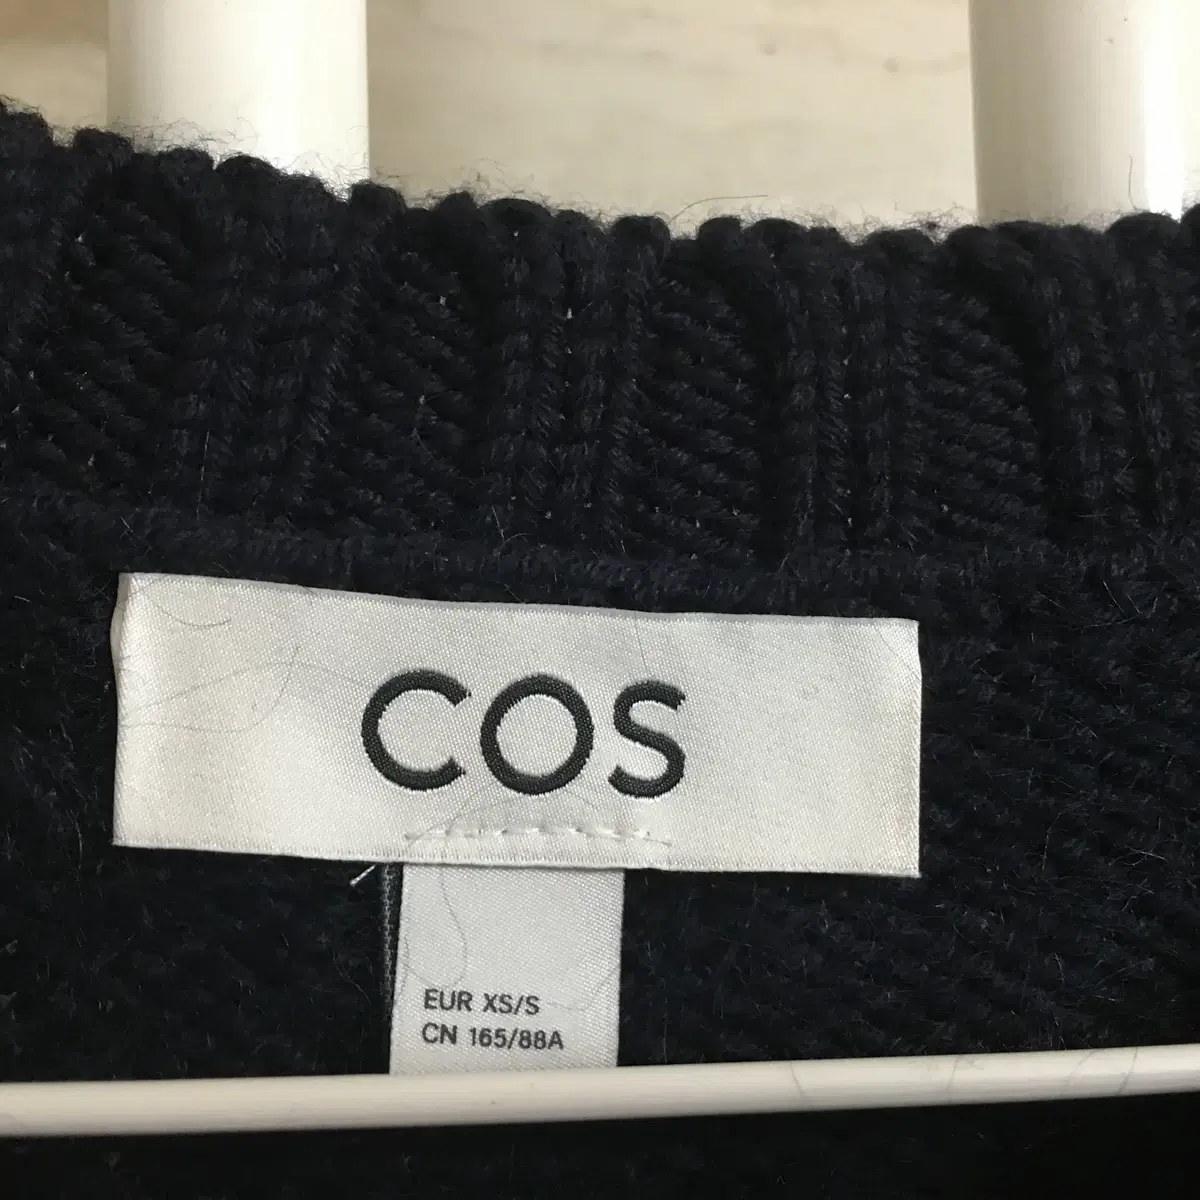 COS
EUR XS/S
CN 165/88A